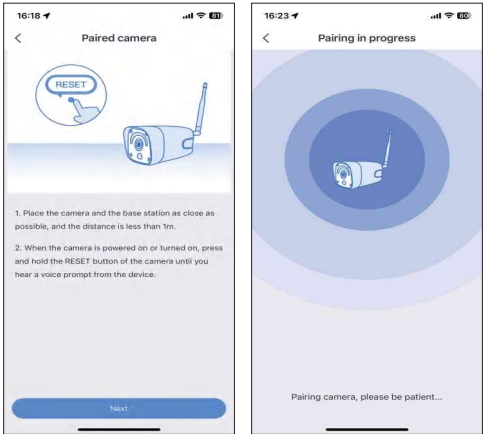 16:18
81
Paired camera
RESET
1. Place the camera and the base station as close as
possible, and the distance is less than 1m.
2. When the camera is powered on or turned on, press
and hold the RESET button of the camera until you
hear a voice prompt from the device.
Next
16:23
80
Pairing in progress
Pairing camera, please be patient...